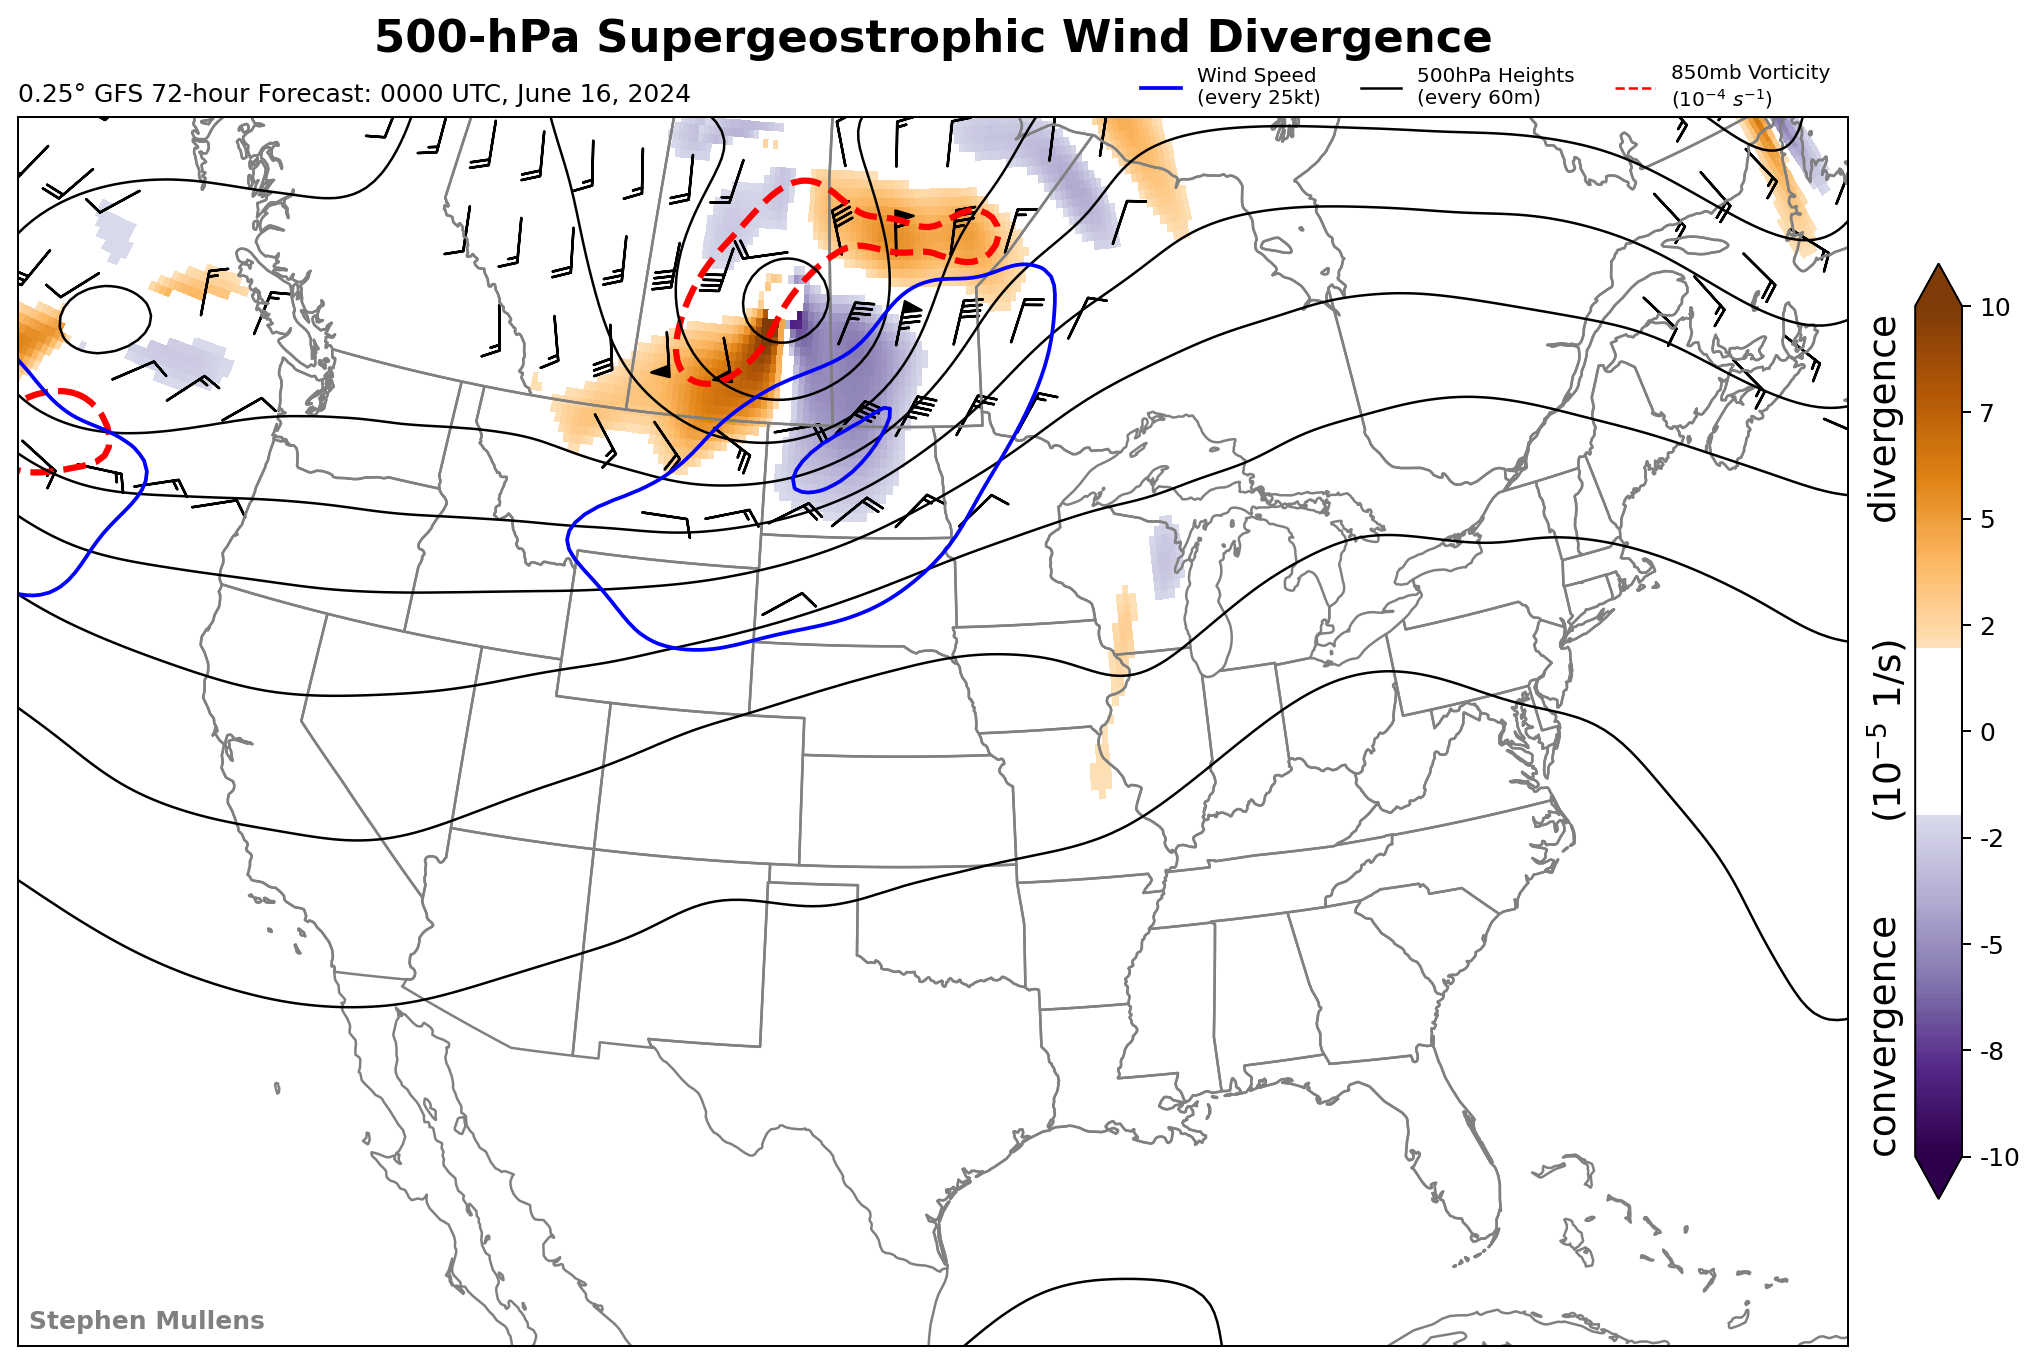 500-hPa Supergeostrophic Wind Divergence
0.25° GFS 72-hour Forecast: 0000 UTC, June 16, 2024
Wind Speed
(every 25kt)
500hPa Heights
(every 60m)
850mb Vorticity
(10⁻⁴ s⁻¹)
10
7
5
2
0
-2
-5
-8
-10
convergence (10⁻⁵ 1/s) divergence
Stephen Mullens